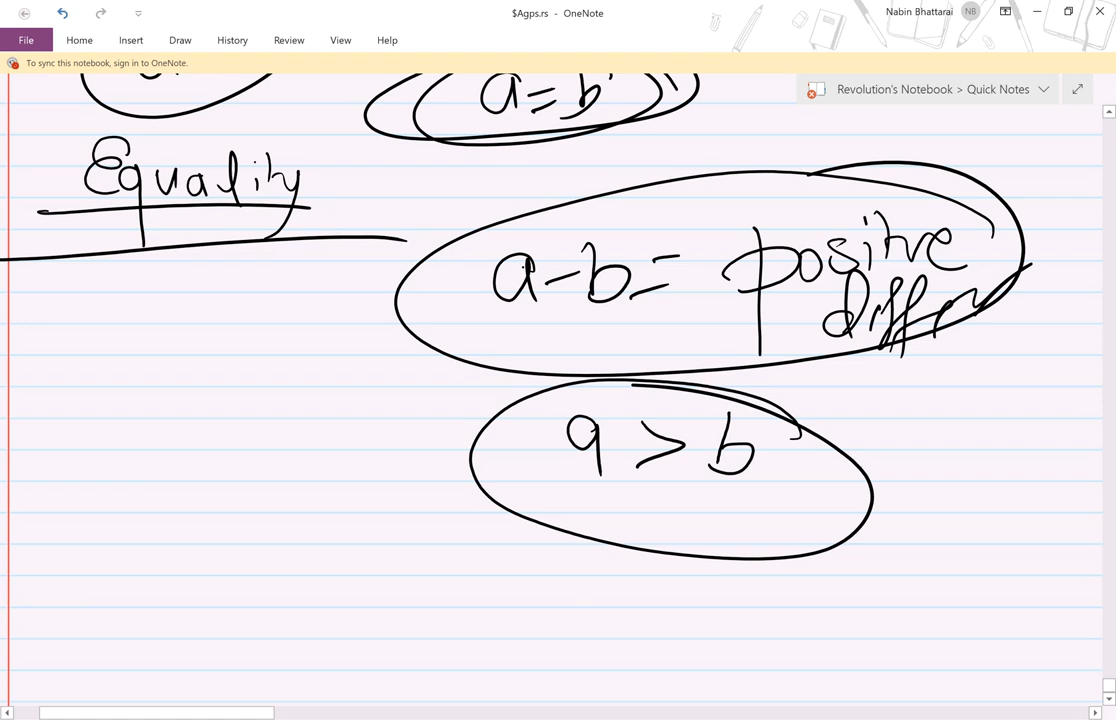 $Agps.rs - OneNote
Nabin Bhattarai NB
File Home Insert Draw History Review View Help
To sync this notebook, sign in to OneNote.
Revolution's Notebook > Quick Notes
a = b
Equality
a - b = positive
a > b